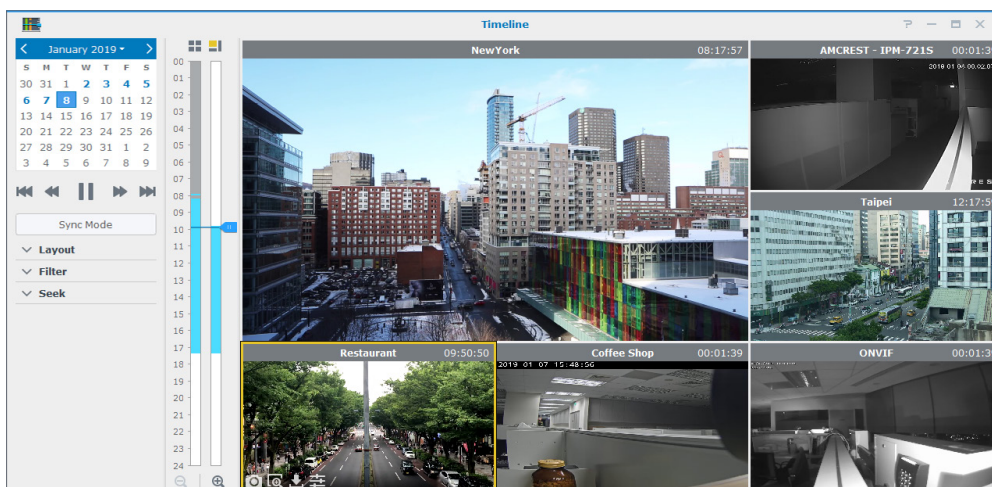 Timeline
January 2019
S M T W T F S
30 31 1 2 3 4 5
6 7 8 9 10 11 12
13 14 15 16 17 18 19
20 21 22 23 24 25 26
27 28 29 30 31 1 2
3 4 5 6 7 8 9
Sync Mode
Layout
Filter
Seek
00
01
02
03
04
05
06
07
08
09
10
11
12
13
14
15
16
17
18
19
20
21
22
23
24
NewYork 08:17:57
AMCREST - IPM-721S 00:01:39
Taipei 12:17:59
Restaurant 09:50:50
Coffee Shop 00:01:39
2019 01 07 15:48:56
ONVIF 00:01:39